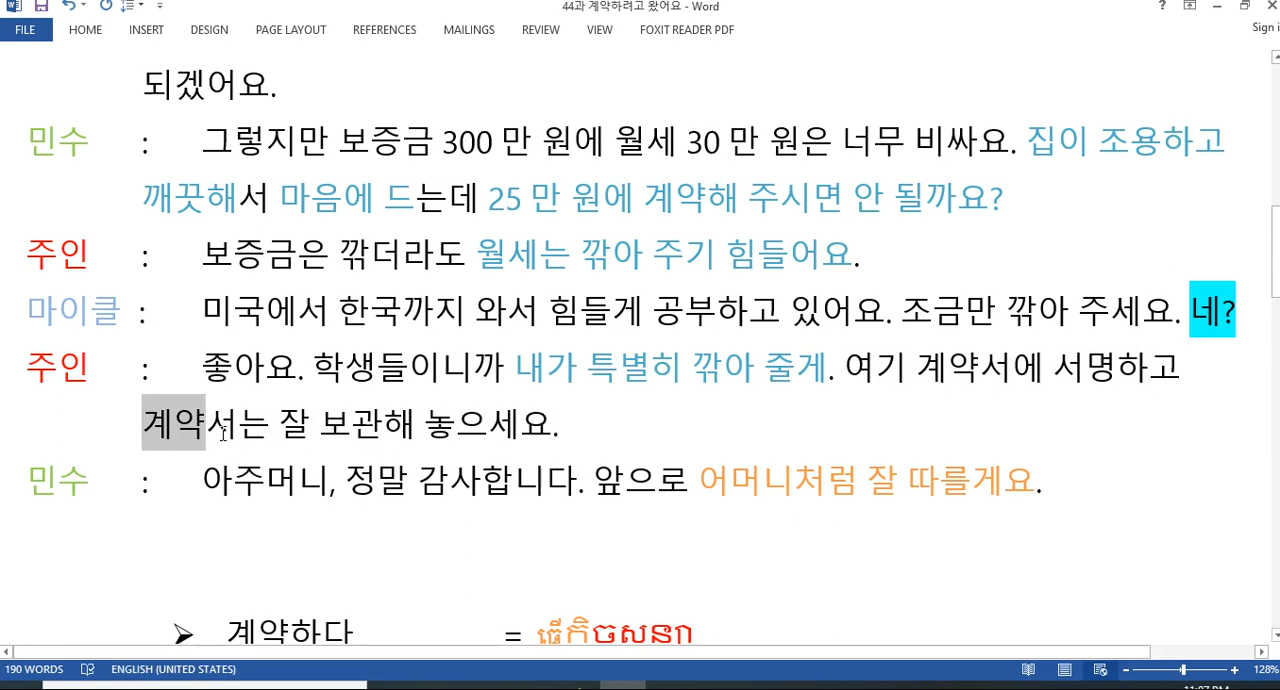 44과 계약하려고 왔어요 - Word
FILE HOME INSERT DESIGN PAGE LAYOUT REFERENCES MAILINGS REVIEW VIEW FOXIT READER PDF Sign i
되겠어요.
민수 : 그렇지만 보증금 300 만 원에 월세 30 만 원은 너무 비싸요. 집이 조용하고
깨끗해서 마음에 드는데 25 만 원에 계약해 주시면 안 될까요?
주인 : 보증금은 깎더라도 월세는 깎아 주기 힘들어요.
마이클 : 미국에서 한국까지 와서 힘들게 공부하고 있어요. 조금만 깎아 주세요. 네?
주인 : 좋아요. 학생들이니까 내가 특별히 깎아 줄게. 여기 계약서에 서명하고
계약서는 잘 보관해 놓으세요.
민수 : 아주머니, 정말 감사합니다. 앞으로 어머니처럼 잘 따를게요.
➢ 계약하다 = ធ្វើកិច្ចសន្យា
190 WORDS ENGLISH (UNITED STATES) 128%